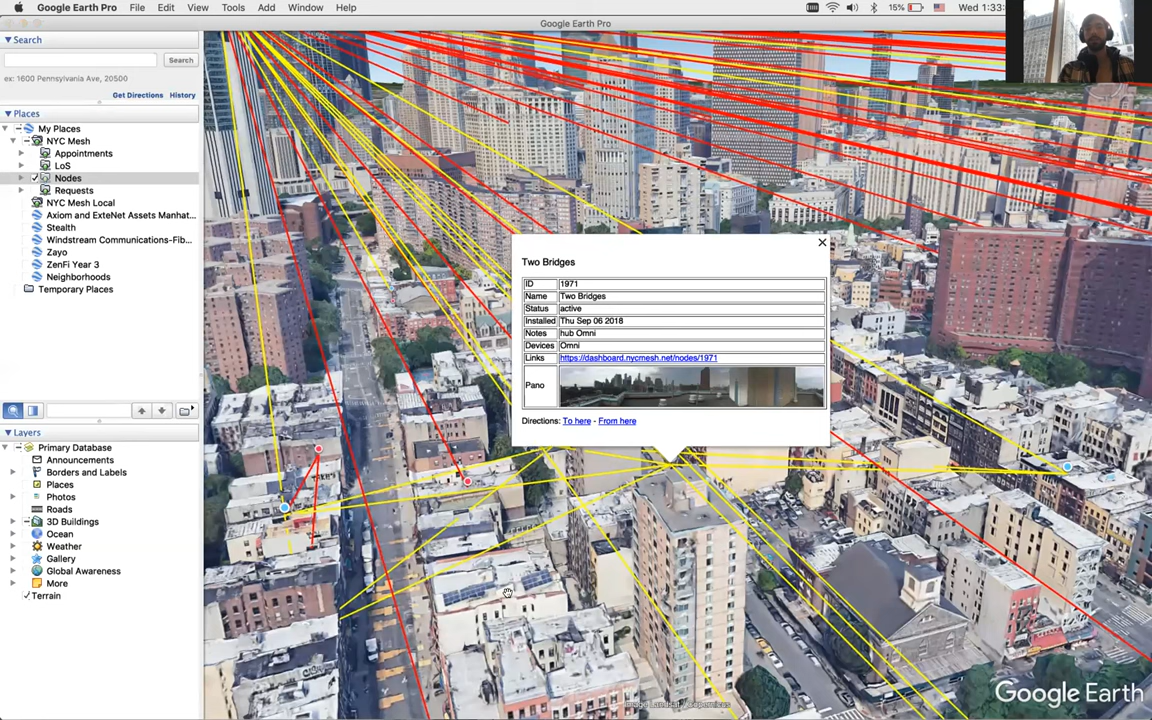 Google Earth Pro File Edit View Tools Add Window Help 15% Wed 1:33:
Google Earth Pro
Search
Search
ex: 1600 Pennsylvania Ave, 20500
Get Directions History
Places
My Places
NYC Mesh
Appointments
LoS
Nodes
Requests
NYC Mesh Local
Axiom and ExteNet Assets Manhat...
Stealth
Windstream Communications-Fib...
Zayo
ZenFi Year 3
Neighborhoods
Temporary Places
Layers
Primary Database
Announcements
Borders and Labels
Places
Photos
Roads
3D Buildings
Ocean
Weather
Gallery
Global Awareness
More
Terrain
Two Bridges
ID 1971
Name Two Bridges
Status active
Installed Thu Sep 06 2018
Notes hub Omni
Devices Omni
Links https://dashboard.nycmesh.net/nodes/1971
Pano
Directions: To here - From here
Google Earth